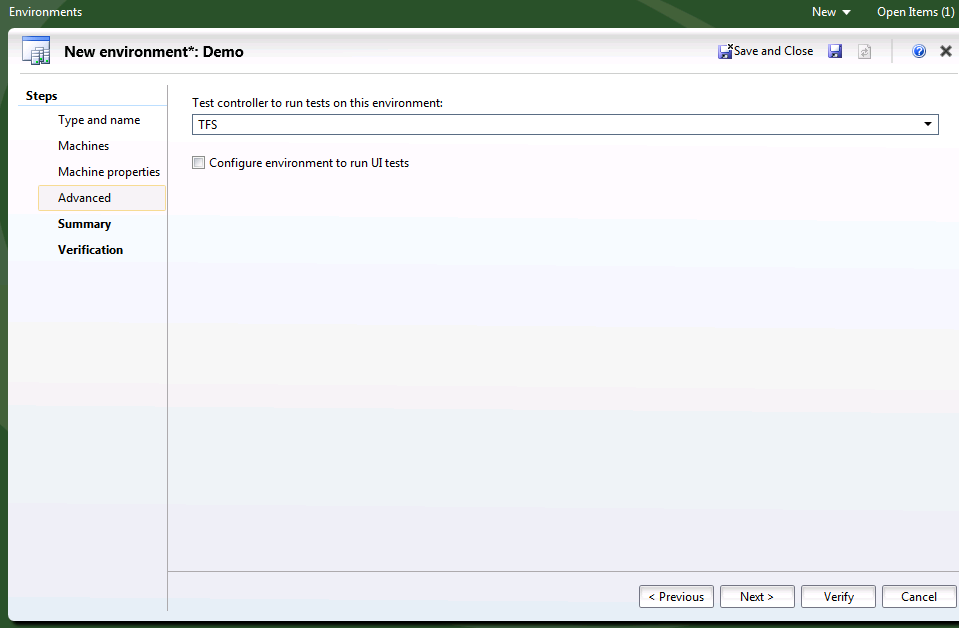 Environments New Open Items (1)
New environment*: Demo Save and Close
Steps
Type and name
Machines
Machine properties
Advanced
Summary
Verification
Test controller to run tests on this environment:
TFS
Configure environment to run UI tests
< Previous Next > Verify Cancel